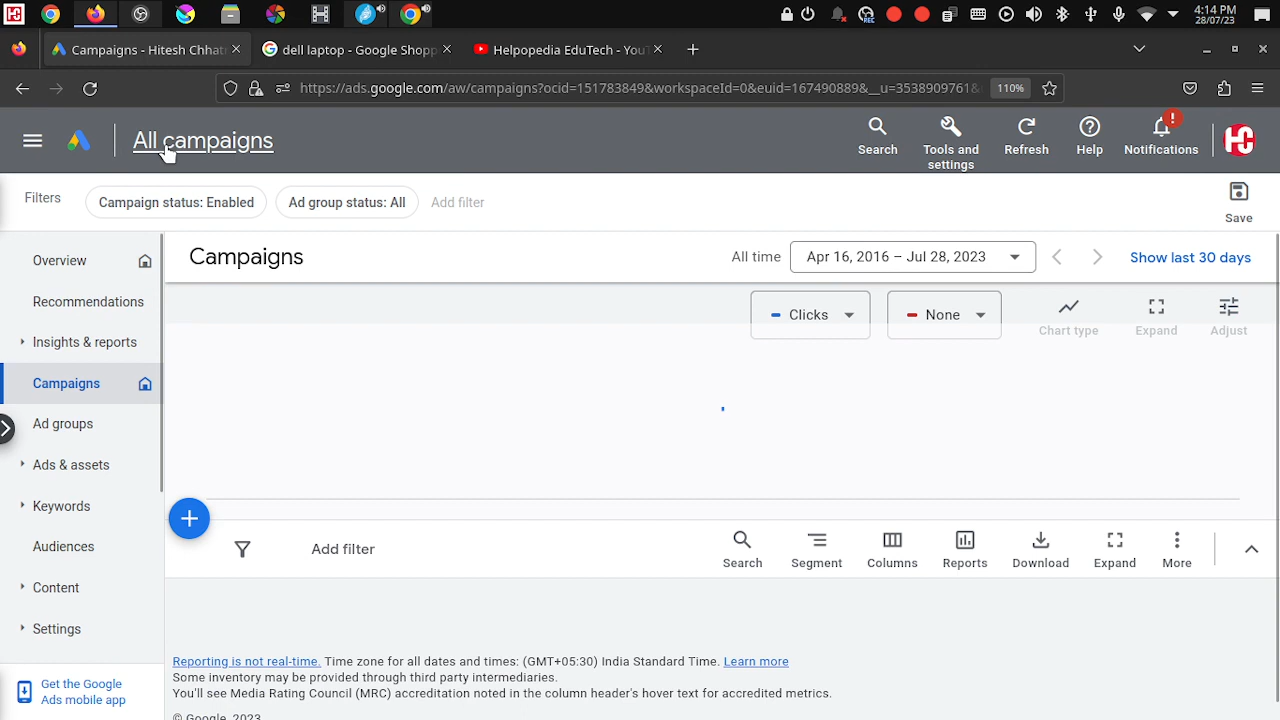 4:14 PM
28/07/23
Campaigns - Hitesh Chhatr
dell laptop - Google Shopp
Helpopedia EduTech - YouT
https://ads.google.com/aw/campaigns?ocid=151783849&workspaceId=0&euid=167490889&__u=3538909761&
110%
All campaigns
Search
Tools and settings
Refresh
Help
Notifications
Filters
Campaign status: Enabled
Ad group status: All
Add filter
Save
Overview
Recommendations
Insights & reports
Campaigns
Ad groups
Ads & assets
Keywords
Audiences
Content
Settings
Get the Google
Ads mobile app
Campaigns
All time
Apr 16, 2016 – Jul 28, 2023
Show last 30 days
Clicks
None
Chart type
Expand
Adjust
Add filter
Search
Segment
Columns
Reports
Download
Expand
More
Reporting is not real-time. Time zone for all dates and times: (GMT+05:30) India Standard Time. Learn more
Some inventory may be provided through third party intermediaries.
You'll see Media Rating Council (MRC) accreditation noted in the column header's hover text for accredited metrics.
© Google, 2023